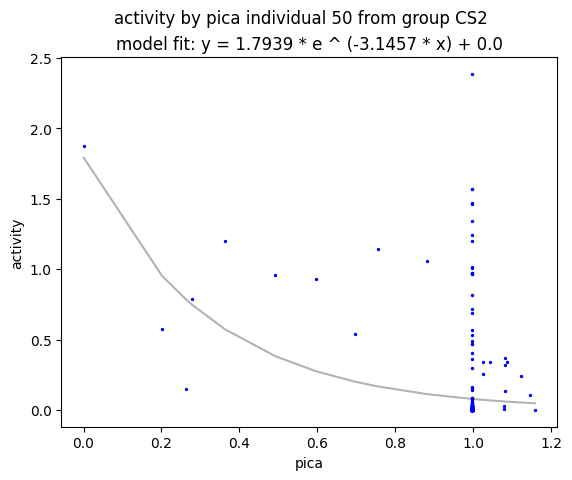 activity by pica individual 50 from group CS2
model fit: y = 1.7939 * e ^ (-3.1457 * x) + 0.0
2.5
2.0
1.5
1.0
0.5
0.0
activity
0.0 0.2 0.4 0.6 0.8 1.0 1.2
pica